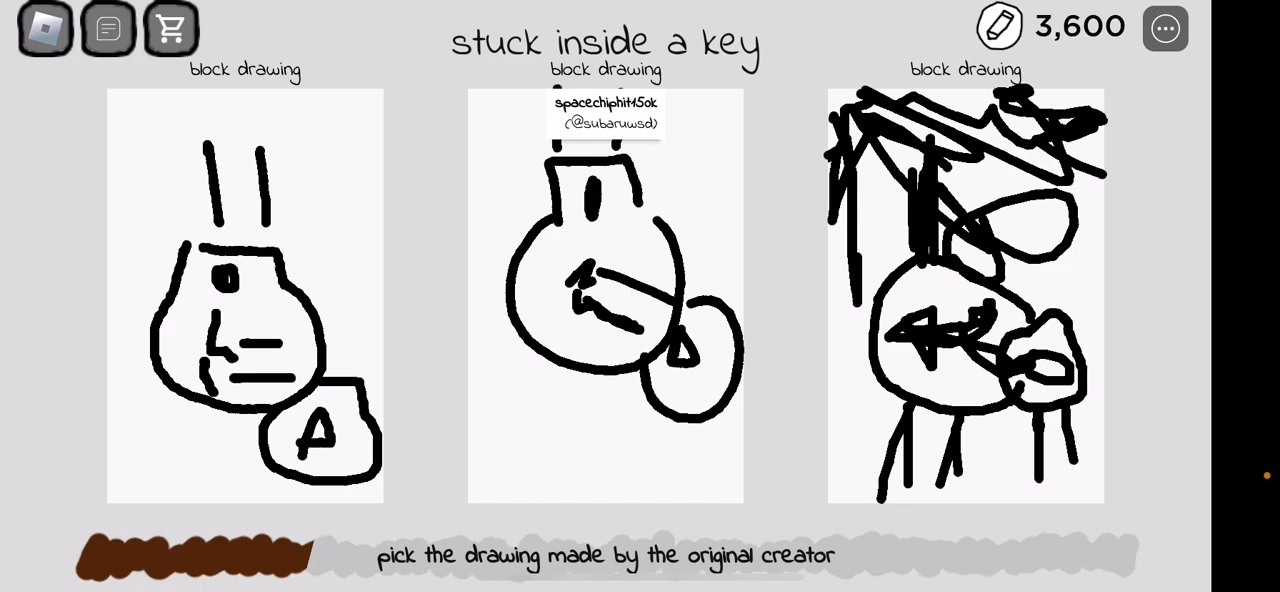 stuck inside a key
3,600
block drawing
block drawing
block drawing
spacechiphit150k
(@subaruwsd)
pick the drawing made by the original creator